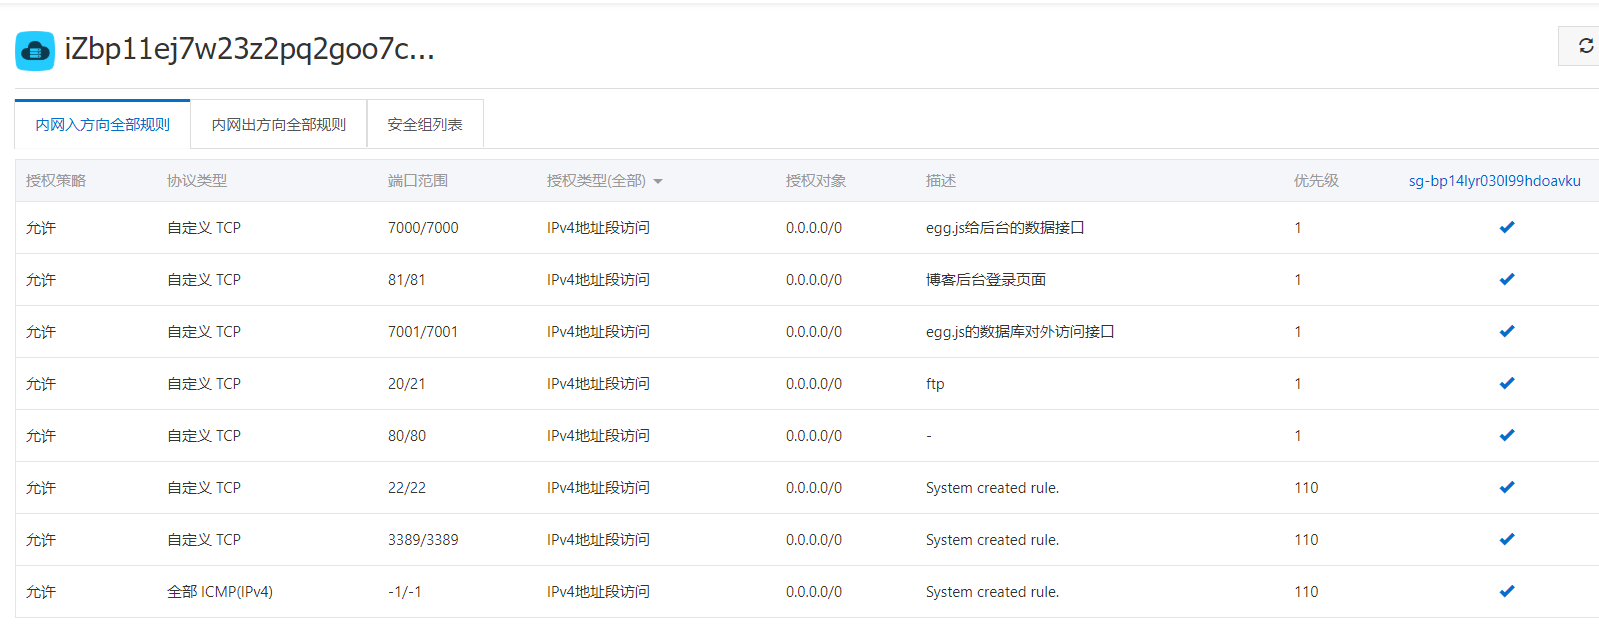 iZbp11ej7w23z2pq2goo7c...
内网入方向全部规则 内网出方向全部规则 安全组列表
授权策略 协议类型 端口范围 授权类型(全部) 授权对象 描述 优先级 sg-bp14lyr030l99hdoavku
允许 自定义 TCP 7000/7000 IPv4地址段访问 0.0.0.0/0 egg.js给后台的数据接口 1
允许 自定义 TCP 81/81 IPv4地址段访问 0.0.0.0/0 博客后台登录页面 1
允许 自定义 TCP 7001/7001 IPv4地址段访问 0.0.0.0/0 egg.js的数据库对外访问接口 1
允许 自定义 TCP 20/21 IPv4地址段访问 0.0.0.0/0 ftp 1
允许 自定义 TCP 80/80 IPv4地址段访问 0.0.0.0/0 - 1
允许 自定义 TCP 22/22 IPv4地址段访问 0.0.0.0/0 System created rule. 110
允许 自定义 TCP 3389/3389 IPv4地址段访问 0.0.0.0/0 System created rule. 110
允许 全部 ICMP(IPv4) -1/-1 IPv4地址段访问 0.0.0.0/0 System created rule. 110